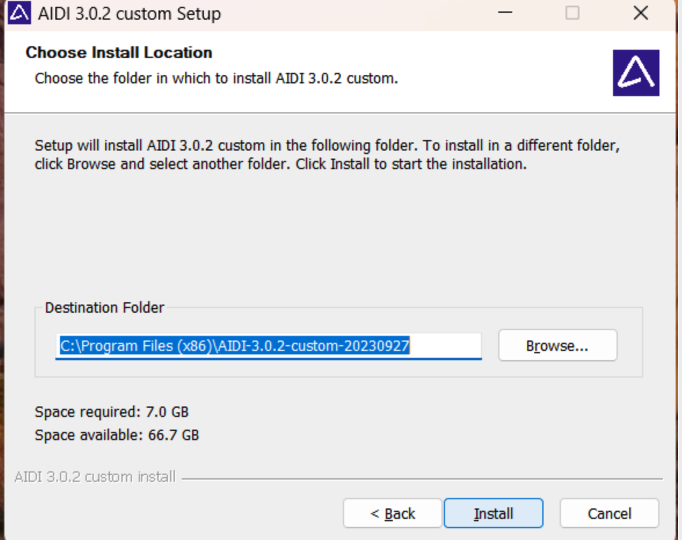 AIDI 3.0.2 custom Setup
Choose Install Location
Choose the folder in which to install AIDI 3.0.2 custom.
Setup will install AIDI 3.0.2 custom in the following folder. To install in a different folder,
click Browse and select another folder. Click Install to start the installation.
Destination Folder
C:\Program Files (x86)\AIDI-3.0.2-custom-20230927
Browse...
Space required: 7.0 GB
Space available: 66.7 GB
AIDI 3.0.2 custom install
< Back
Install
Cancel